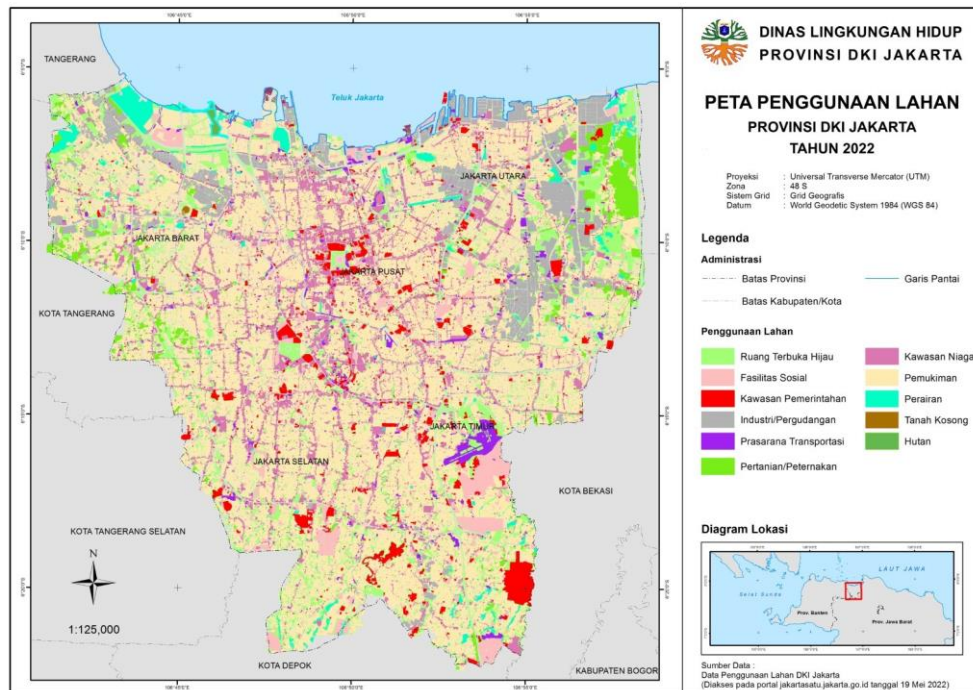 TANGERANG
Teluk Jakarta
JAKARTA UTARA
JAKARTA BARAT
JAKARTA PUSAT
KOTA TANGERANG
JAKARTA TIMUR
JAKARTA SELATAN
KOTA BEKASI
KOTA TANGERANG SELATAN
N
1:125,000
KOTA DEPOK
KABUPATEN BOGOR
DINAS LINGKUNGAN HIDUP
PROVINSI DKI JAKARTA
PETA PENGGUNAAN LAHAN
PROVINSI DKI JAKARTA
TAHUN 2022
Proyeksi : Universal Transverse Mercator (UTM)
Zona : 48 S
Sistem Grid : Grid Geografis
Datum : World Geodetic System 1984 (WGS 84)
Legenda
Administrasi
Batas Provinsi Garis Pantai
Batas Kabupaten/Kota
Penggunaan Lahan
Ruang Terbuka Hijau Kawasan Niaga
Fasilitas Sosial Pemukiman
Kawasan Pemerintahan Perairan
Industri/Pergudangan Tanah Kosong
Prasarana Transportasi Hutan
Pertanian/Peternakan
Diagram Lokasi
LAUT JAWA
Selat Sunda
Prov. Banten
Prov. Jawa Barat
Sumber Data :
Data Penggunaan Lahan DKI Jakarta
(Diakses pada portal jakartasatu.jakarta.go.id tanggal 19 Mei 2022)